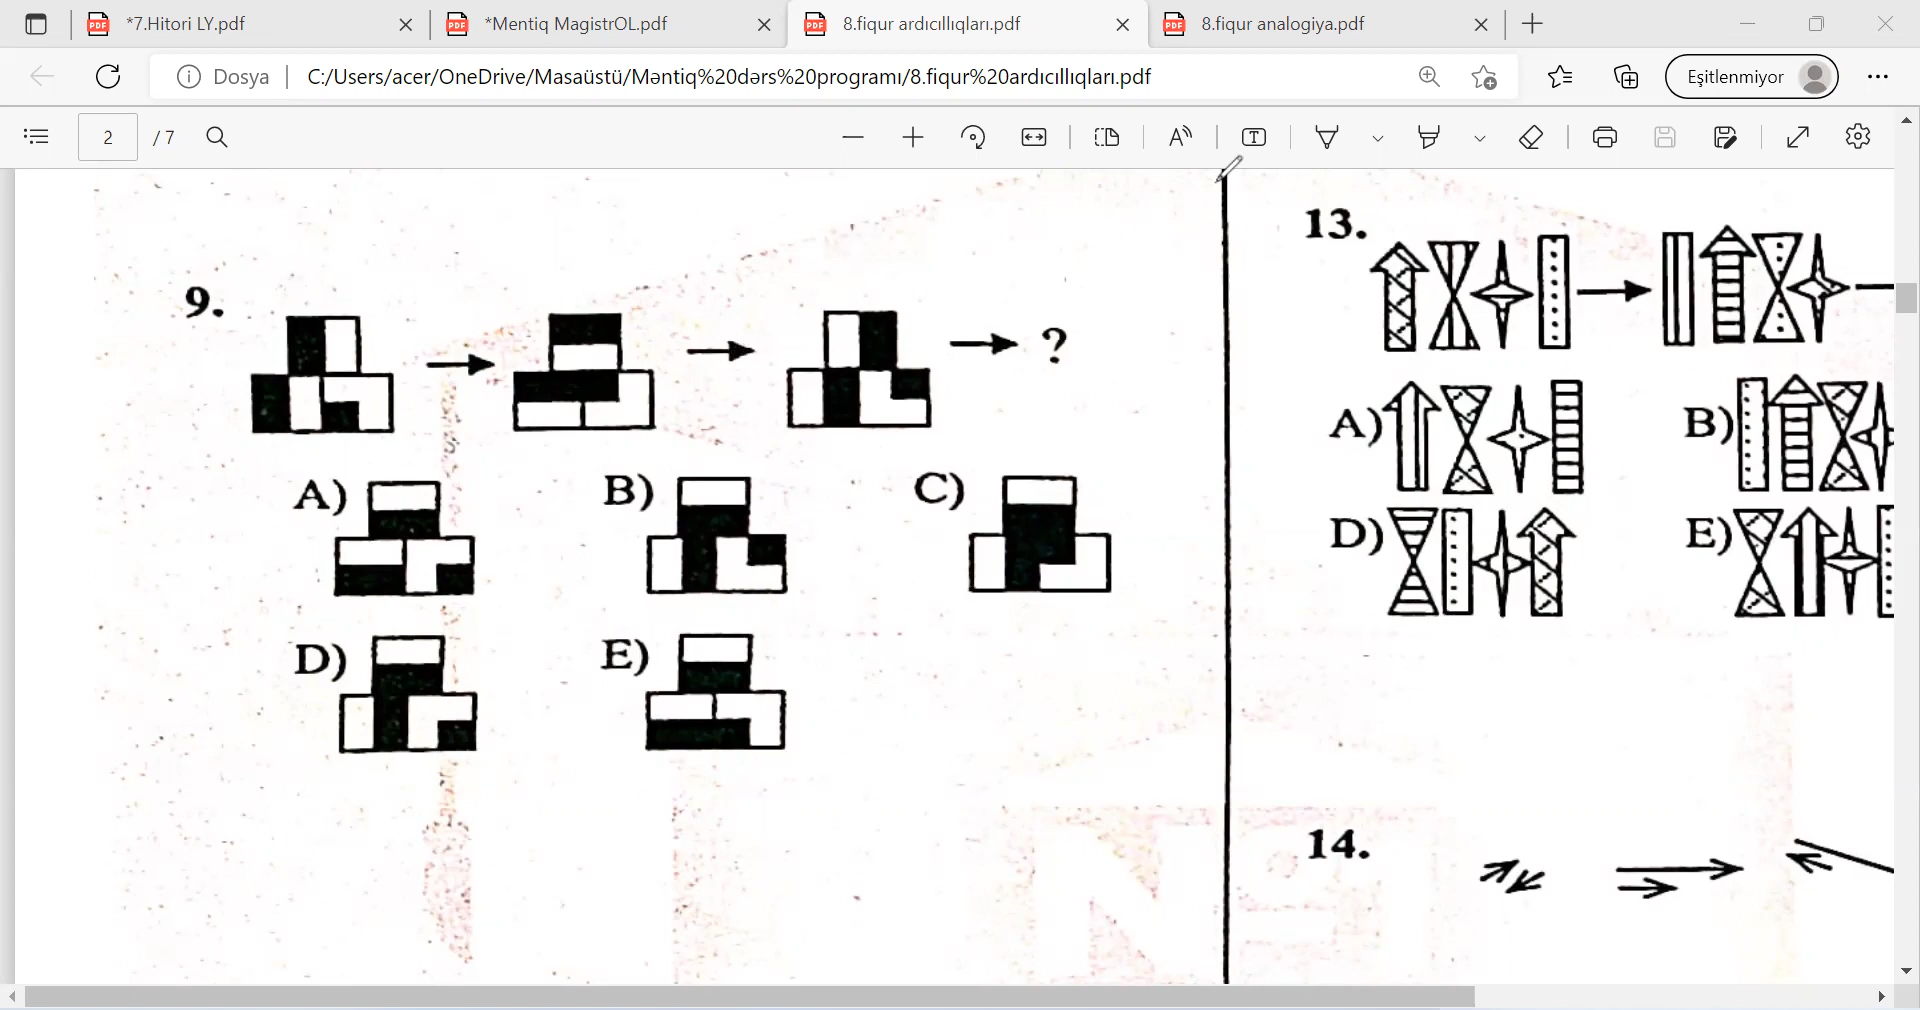 *7.Hitori LY.pdf
*Mentiq MagistrOL.pdf
8.fiqur ardıcıllıqları.pdf
8.fiqur analogiya.pdf
Dosya
C:/Users/acer/OneDrive/Masaüstü/Məntiq%20dərs%20programı/8.fiqur%20ardıcıllıqları.pdf
Eşitlenmiyor
2 / 7
9.
?
A)
B)
C)
D)
E)
13.
A)
B)
D)
E)
14.